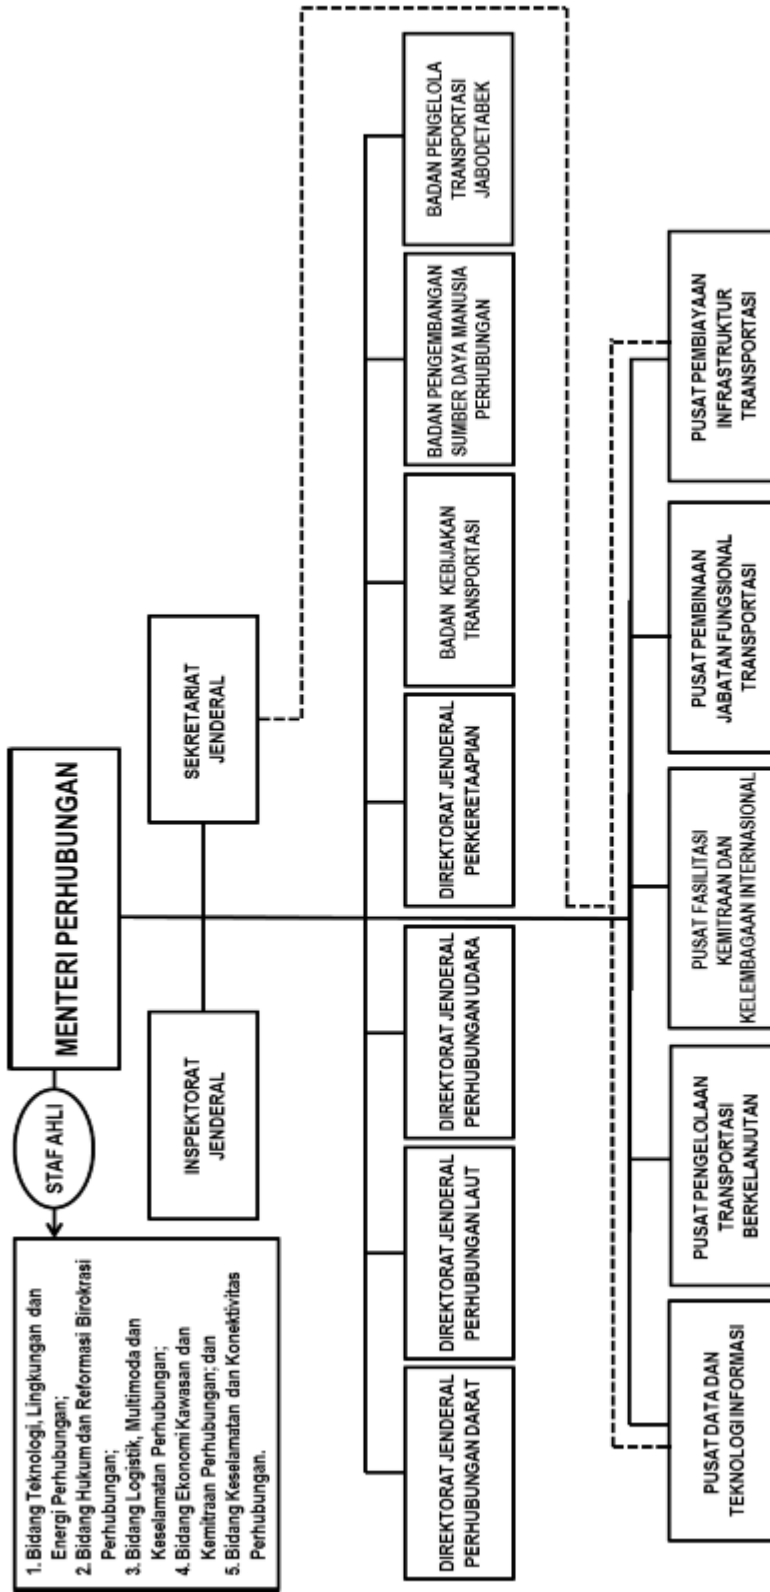 MENTERI PERHUBUNGAN
STAF AHLI
1. Bidang Teknologi, Lingkungan dan
Energi Perhubungan;
2. Bidang Hukum dan Reformasi Birokrasi
Perhubungan;
3. Bidang Logistik, Multimoda dan
Keselamatan Perhubungan;
4. Bidang Ekonomi Kawasan dan
Kemitraan Perhubungan; dan
5. Bidang Keselamatan dan Konektivitas
Perhubungan.
INSPEKTORAT
JENDERAL
SEKRETARIAT
JENDERAL
DIREKTORAT JENDERAL
PERHUBUNGAN DARAT
DIREKTORAT JENDERAL
PERHUBUNGAN LAUT
DIREKTORAT JENDERAL
PERHUBUNGAN UDARA
DIREKTORAT JENDERAL
PERKERETAAPIAN
BADAN KEBIJAKAN
TRANSPORTASI
BADAN PENGEMBANGAN
SUMBER DAYA MANUSIA
PERHUBUNGAN
BADAN PENGELOLA
TRANSPORTASI
JABODETABEK
PUSAT DATA DAN
TEKNOLOGI INFORMASI
PUSAT PENGELOLAAN
TRANSPORTASI
BERKELANJUTAN
PUSAT FASILITASI
KEMITRAAN DAN
KELEMBAGAAN INTERNASIONAL
PUSAT PEMBINAAN
JABATAN FUNGSIONAL
TRANSPORTASI
PUSAT PEMBIAYAAN
INFRASTRUKTUR
TRANSPORTASI